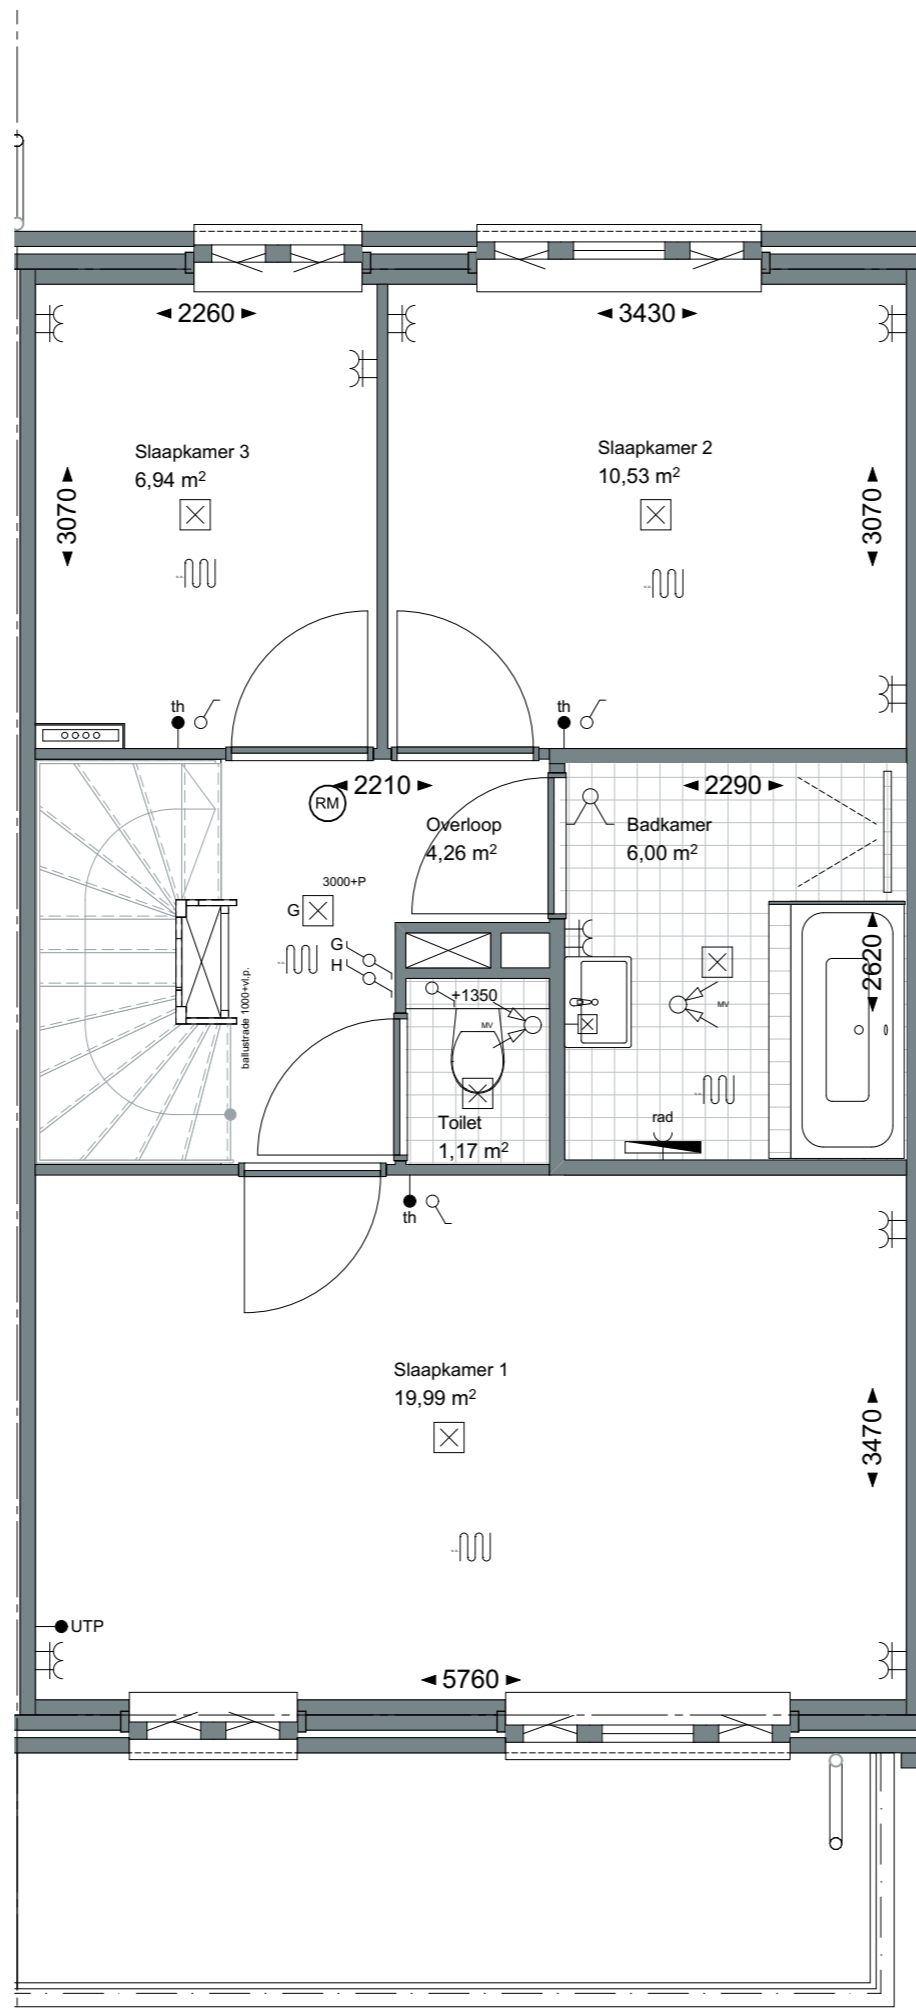 2260
3430
Slaapkamer 3
6,94 m²
Slaapkamer 2
10,53 m²
3070
3070
th
th
RM
2210
2290
Overloop
4,26 m²
Badkamer
6,00 m²
3000+P
G
G
H
ballustrade 1000+vl.p.
+1350
MV
MV
2620
rad
Toilet
1,17 m²
th
Slaapkamer 1
19,99 m²
3470
UTP
5760